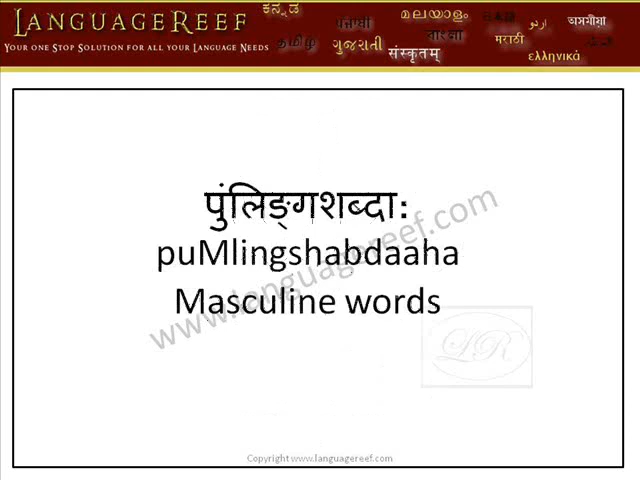 LANGUAGEREEF
YOUR ONE STOP SOLUTION FOR ALL YOUR LANGUAGE NEEDS
ಕನ್ನಡ
தமிழ்
ગુજરાતી
संस्कृतम्
മലയാളം
मराठी
اردو
ελληνικά
অসমীয়া
पुंलिङ्गशब्दाः
puMlingshabdaaha
Masculine words
www.languagereef.com
LR
Copyright www.languagereef.com